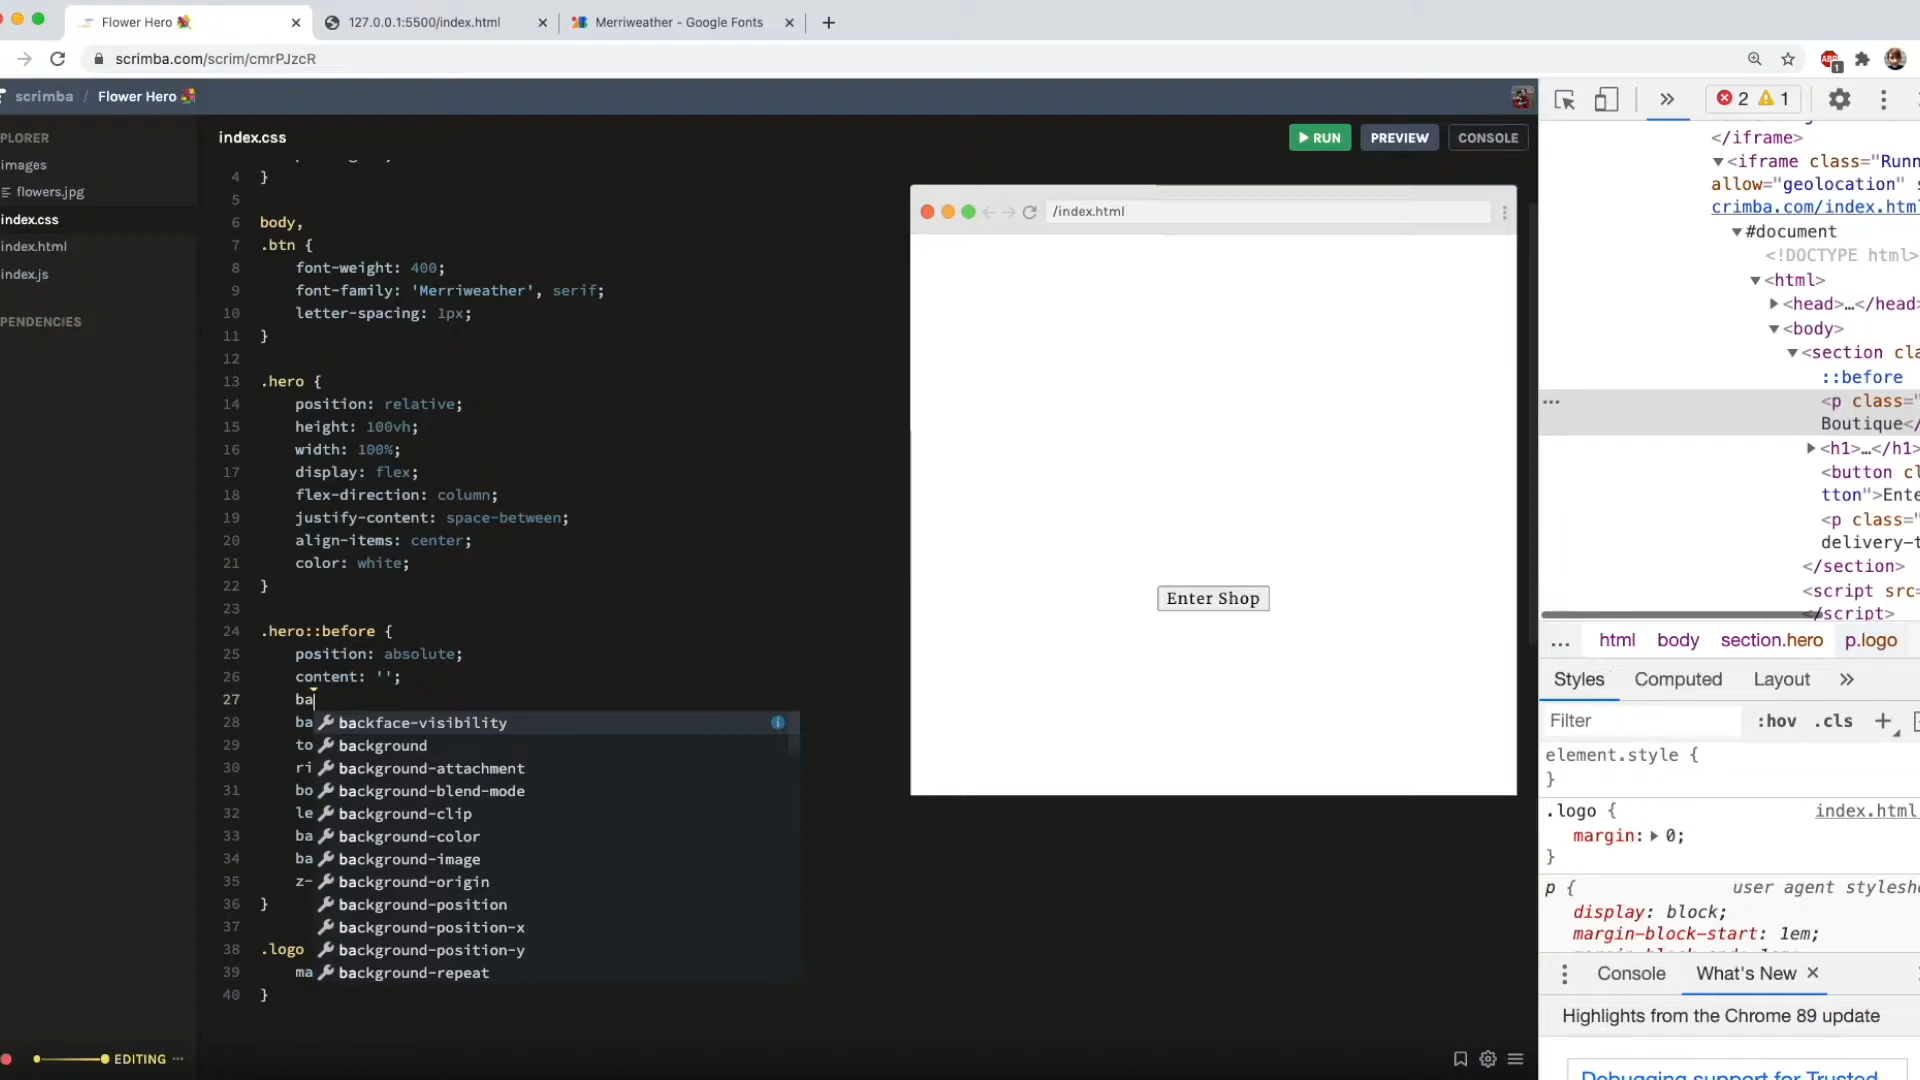 Flower Hero
127.0.0.1:5500/index.html
Merriweather - Google Fonts
scrimba.com/scrim/cmrPJzcR
1
scrimba / Flower Hero
2 1
PLORER
images
flowers.jpg
index.css
index.html
index.js
PENDENCIES
index.css
RUN
PREVIEW
CONSOLE
4 }
5
6 body,
7 .btn {
8 font-weight: 400;
9 font-family: 'Merriweather', serif;
10 letter-spacing: 1px;
11 }
12
13 .hero {
14 position: relative;
15 height: 100vh;
16 width: 100%;
17 display: flex;
18 flex-direction: column;
19 justify-content: space-between;
20 align-items: center;
21 color: white;
22 }
23
24 .hero::before {
25 position: absolute;
26 content: '';
27 ba
28 ba backface-visibility
29 to background
30 ri background-attachment
31 bo background-blend-mode
32 le background-clip
33 ba background-color
34 ba background-image
35 z- background-origin
36 } background-position
37 background-position-x
38 .logo background-position-y
39 ma background-repeat
40 }
EDITING
/index.html
Enter Shop
</iframe>
<iframe class="Runn
allow="geolocation" s
crimba.com/index.html
#document
<!DOCTYPE html>
<html>
<head>…</head>
<body>
<section cla
::before
<p class="
Boutique</
<h1>…</h1>
<button cl
tton">Ente
<p class="
delivery-t
</section>
<script src=
</script>
... html body section.hero p.logo
Styles Computed Layout
Filter :hov .cls +
element.style {
}
.logo { index.html
margin: 0;
}
p { user agent styleshe
display: block;
margin-block-start: 1em;
Console What's New
Highlights from the Chrome 89 update
Debugging support for Trusted